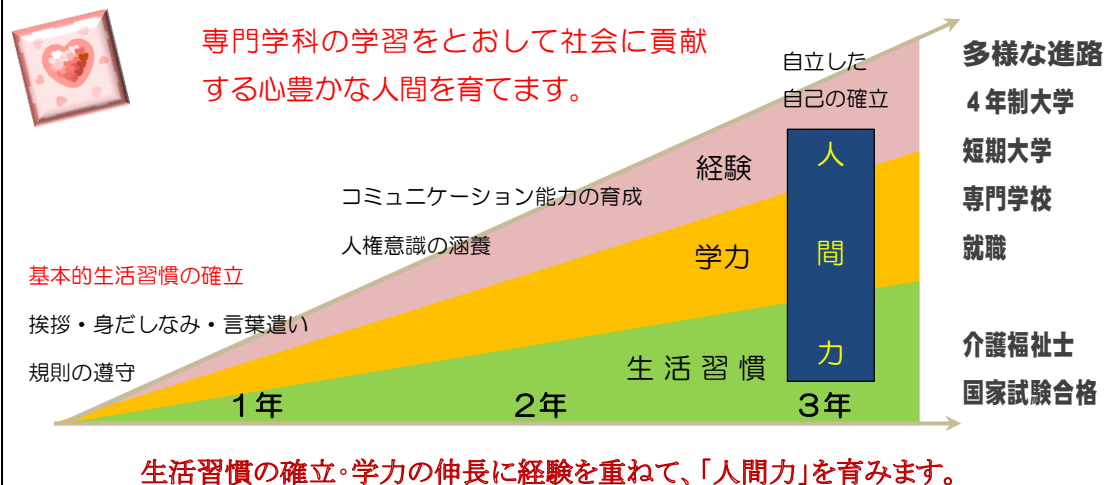 専門学科の学習をとおして社会に貢献
する心豊かな人間を育てます。
自立した
自己の確立
多様な進路
４年制大学
短期大学
専門学校
就職
介護福祉士
国家試験合格
経験
学力
生活習慣
人間力
コミュニケーション能力の育成
人権意識の涵養
基本的生活習慣の確立
挨拶・身だしなみ・言葉遣い
規則の遵守
１年
２年
３年
生活習慣の確立・学力の伸長に経験を重ねて、「人間力」を育みます。